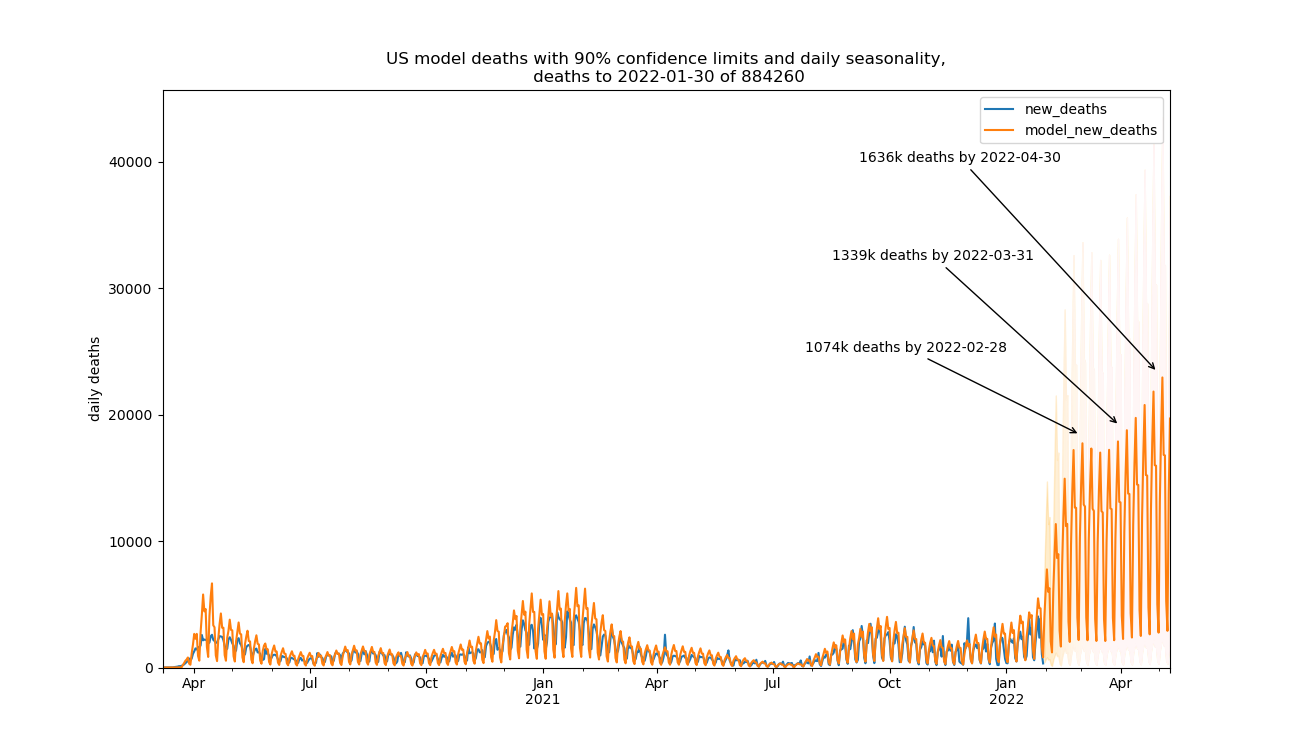 US model deaths with 90% confidence limits and daily seasonality,
deaths to 2022-01-30 of 884260
new_deaths
model_new_deaths
1636k deaths by 2022-04-30
1339k deaths by 2022-03-31
1074k deaths by 2022-02-28
daily deaths
40000
30000
20000
10000
0
Apr Jul Oct Jan Apr Jul Oct Jan Apr
2021 2022